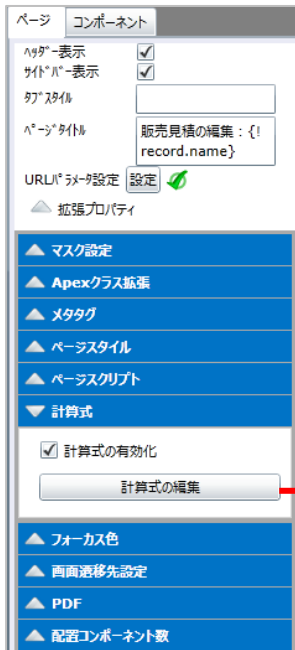 ページ コンポーネント
ﾍｯﾀﾞｰ表示
ｻｲﾄﾞﾊﾞｰ表示
ﾀﾌﾞｽﾀｲﾙ
ﾍﾟｰｼﾞﾀｲﾄﾙ
販売見積の編集：{!
record.name}
URLﾊﾟﾗﾒｰﾀ設定 設定
拡張プロパティ
マスク設定
Apexクラス拡張
メタタグ
ページスタイル
ページスクリプト
計算式
計算式の有効化
計算式の編集
フォーカス色
画面遷移先設定
PDF
配置コンポーネント数